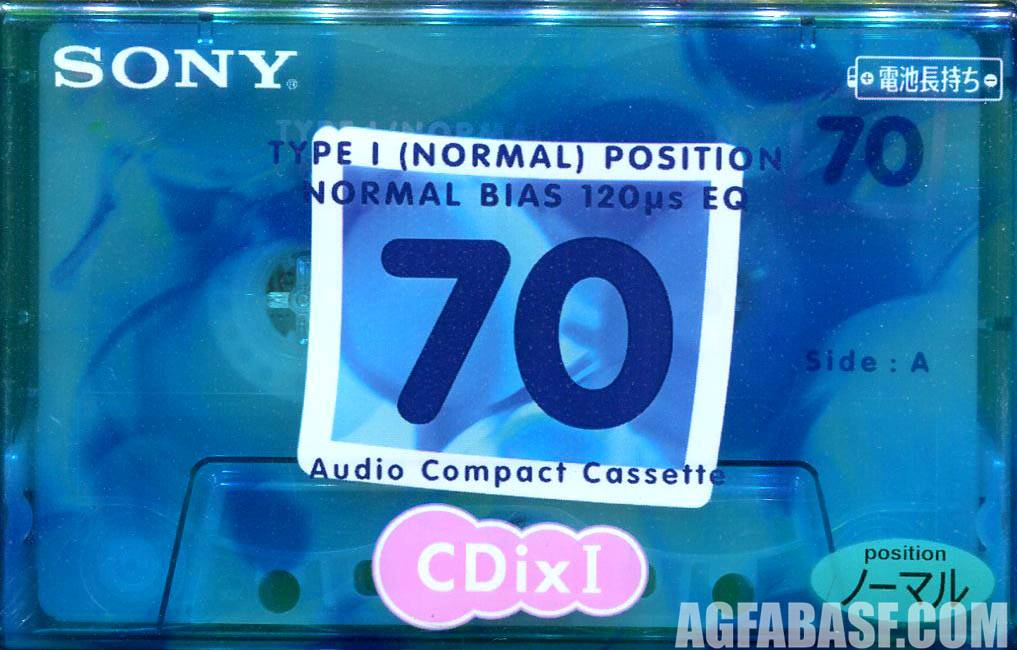 SONY®
+ 電池長持ち -
70
TYPE I (NORMAL) POSITION
NORMAL BIAS 120µs EQ
70
Side : A
Audio Compact Cassette
CDixI
position
ノーマル
AGFABASF.COM